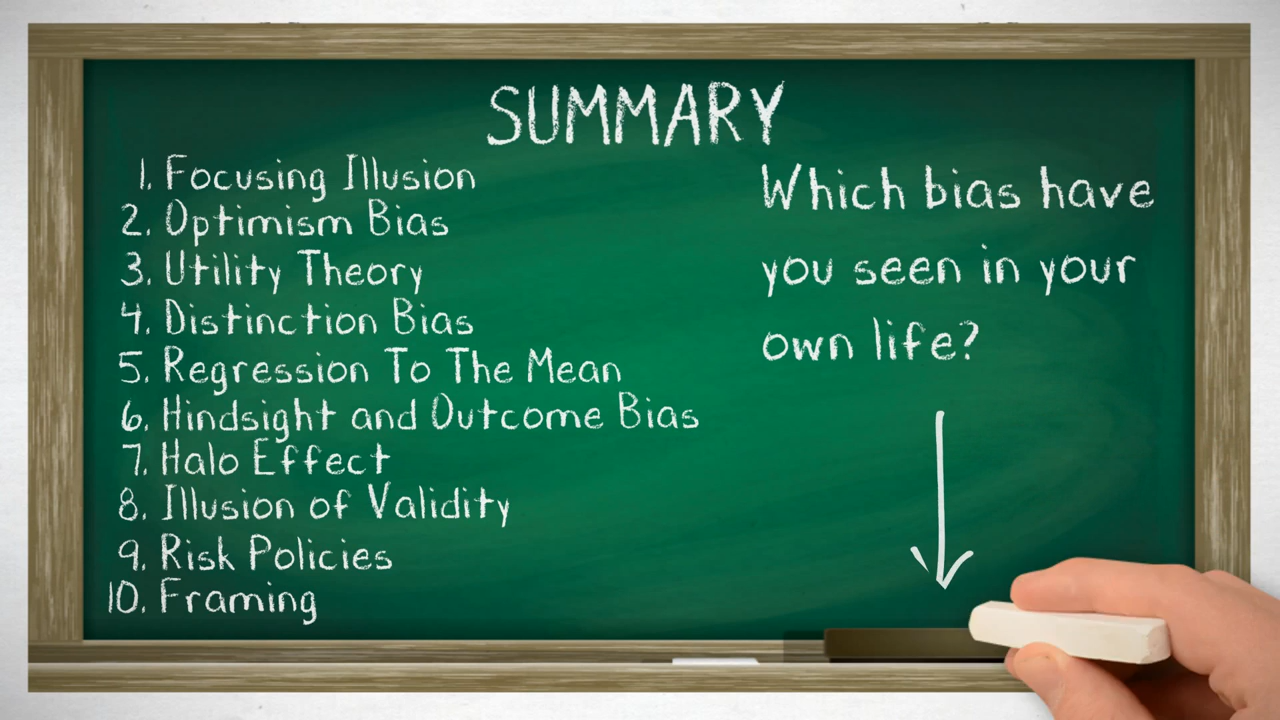 SUMMARY
1. Focusing Illusion
2. Optimism Bias
3. Utility Theory
4. Distinction Bias
5. Regression To The Mean
6. Hindsight and Outcome Bias
7. Halo Effect
8. Illusion of Validity
9. Risk Policies
10. Framing
Which bias have
you seen in your
own life?